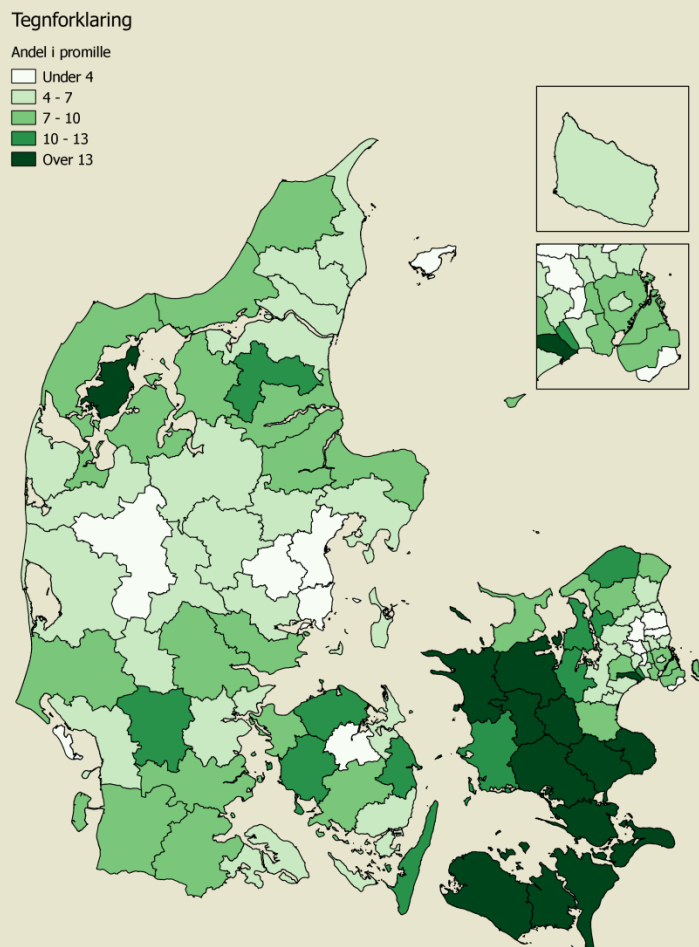 Tegnforklaring
Andel i promille
Under 4
4 - 7
7 - 10
10 - 13
Over 13